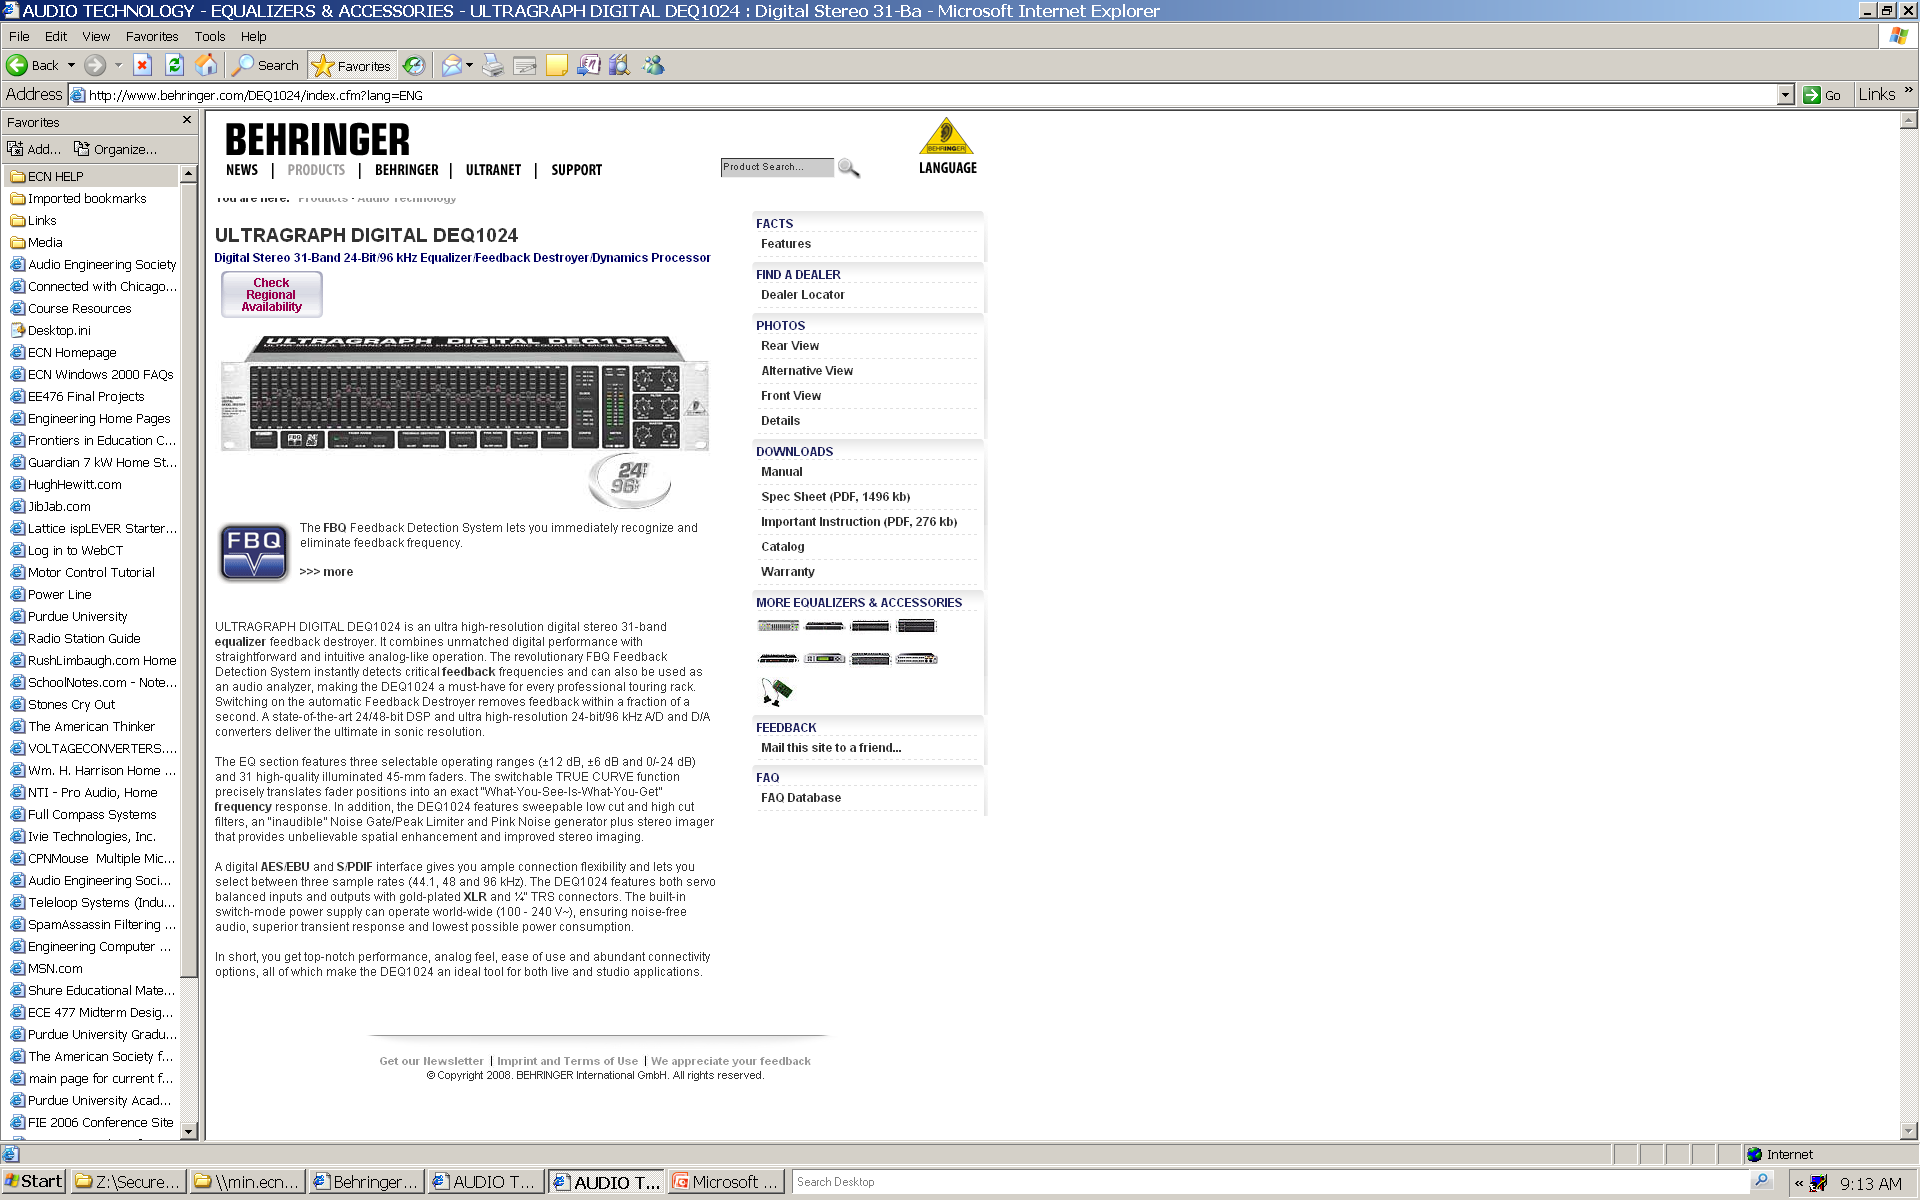 AUDIO TECHNOLOGY - EQUALIZERS & ACCESSORIES - ULTRAGRAPH DIGITAL DEQ1024 : Digital Stereo 31-Ba - Microsoft Internet Explorer
File Edit View Favorites Tools Help
Back Search Favorites
Address http://www.behringer.com/DEQ1024/index.cfm?lang=ENG Go Links »
Favorites
Add... Organize...
ECN HELP
Imported bookmarks
Links
Media
Audio Engineering Society
Connected with Chicago...
Course Resources
Desktop.ini
ECN Homepage
ECN Windows 2000 FAQs
EE476 Final Projects
Engineering Home Pages
Frontiers in Education C...
Guardian 7 kW Home St...
HughHewitt.com
JibJab.com
Lattice ispLEVER Starter...
Log in to WebCT
Motor Control Tutorial
Power Line
Purdue University
Radio Station Guide
RushLimbaugh.com Home
SchoolNotes.com - Note...
Stones Cry Out
The American Thinker
VOLTAGECONVERTERS....
Wm. H. Harrison Home ...
NTI - Pro Audio, Home
Full Compass Systems
Ivie Technologies, Inc.
CPNMouse Multiple Mic...
Audio Engineering Soci...
Teleloop Systems (Indu...
SpamAssassin Filtering ...
Engineering Computer ...
MSN.com
Shure Educational Mate...
ECE 477 Midterm Desig...
Purdue University Gradu...
The American Society f...
main page for current f...
Purdue University Acad...
FIE 2006 Conference Site
BEHRINGER
NEWS | PRODUCTS | BEHRINGER | ULTRANET | SUPPORT
Product Search...
BEHRINGER
LANGUAGE
You are here: Products · Audio Technology
ULTRAGRAPH DIGITAL DEQ1024
Digital Stereo 31-Band 24-Bit/96 kHz Equalizer/Feedback Destroyer/Dynamics Processor
Check
Regional
Availability
ULTRAGRAPH DIGITAL DEQ1024
ULTRA-MUSICAL 31-BAND 24-BIT/96 KHZ DIGITAL GRAPHIC EQUALIZER MODEL DEQ1024
24
96
FBQ
The FBQ Feedback Detection System lets you immediately recognize and
eliminate feedback frequency.
>>> more
ULTRAGRAPH DIGITAL DEQ1024 is an ultra high-resolution digital stereo 31-band
equalizer feedback destroyer. It combines unmatched digital performance with
straightforward and intuitive analog-like operation. The revolutionary FBQ Feedback
Detection System instantly detects critical feedback frequencies and can also be used as
an audio analyzer, making the DEQ1024 a must-have for every professional touring rack.
Switching on the automatic Feedback Destroyer removes feedback within a fraction of a
second. A state-of-the-art 24/48-bit DSP and ultra high-resolution 24-bit/96 kHz A/D and D/A
converters deliver the ultimate in sonic resolution.
The EQ section features three selectable operating ranges (±12 dB, ±6 dB and 0/-24 dB)
and 31 high-quality illuminated 45-mm faders. The switchable TRUE CURVE function
precisely translates fader positions into an exact "What-You-See-Is-What-You-Get"
frequency response. In addition, the DEQ1024 features sweepable low cut and high cut
filters, an "inaudible" Noise Gate/Peak Limiter and Pink Noise generator plus stereo imager
that provides unbelievable spatial enhancement and improved stereo imaging.
A digital AES/EBU and S/PDIF interface gives you ample connection flexibility and lets you
select between three sample rates (44.1, 48 and 96 kHz). The DEQ1024 features both servo
balanced inputs and outputs with gold-plated XLR and ¼" TRS connectors. The built-in
switch-mode power supply can operate world-wide (100 - 240 V~), ensuring noise-free
audio, superior transient response and lowest possible power consumption.
In short, you get top-notch performance, analog feel, ease of use and abundant connectivity
options, all of which make the DEQ1024 an ideal tool for both live and studio applications.
FACTS
Features
FIND A DEALER
Dealer Locator
PHOTOS
Rear View
Alternative View
Front View
Details
DOWNLOADS
Manual
Spec Sheet (PDF, 1496 kb)
Important Instruction (PDF, 276 kb)
Catalog
Warranty
MORE EQUALIZERS & ACCESSORIES
FEEDBACK
Mail this site to a friend...
FAQ
FAQ Database
Get our Newsletter | Imprint and Terms of Use | We appreciate your feedback
© Copyright 2008. BEHRINGER International GmbH. All rights reserved.
Internet
Start Z:\Secure... \\min.ecn... Behringer... AUDIO T... AUDIO T... Microsoft ... Search Desktop « 9:13 AM